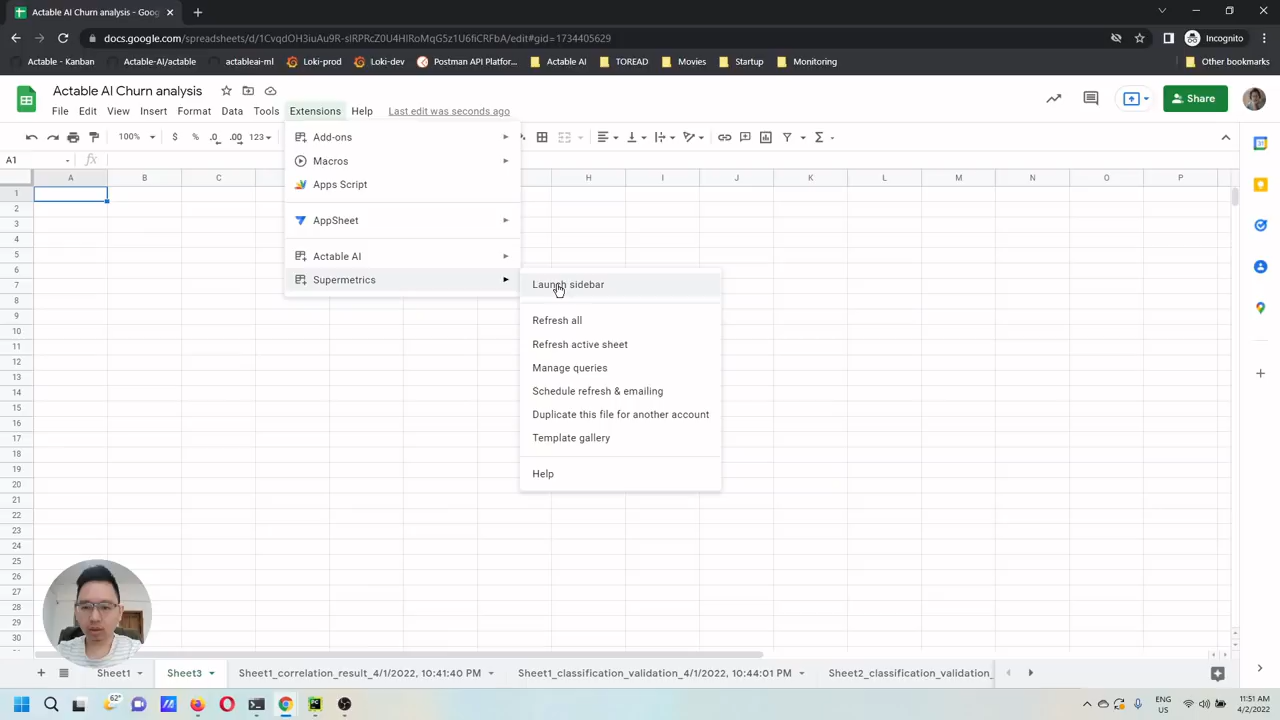 Actable AI Churn analysis - Goog
docs.google.com/spreadsheets/d/1CvqdOH3iuAu9R-sIRPRcZ0U4HIRoMqG5z1U6fiCRFbA/edit#gid=1734405629
Incognito
Actable - Kanban
Actable-AI/actable
actableai-ml
Loki-prod
Loki-dev
Postman API Platf...
Actable AI
TOREAD
Movies
Startup
Monitoring
Other Bookmarks
Actable AI Churn analysis
Share
File Edit View Insert Format Data Tools Extensions Help Last edit was seconds ago
100% $ % .0 .00 123
A1
fx
A B C H I J K L M N O P
1
2
3
4
5
6
7
8
9
10
11
12
13
14
15
16
17
18
19
20
21
22
23
24
25
26
27
28
29
30
Add-ons
Macros
Apps Script
AppSheet
Actable AI
Supermetrics
Launch sidebar
Refresh all
Refresh active sheet
Manage queries
Schedule refresh & emailing
Duplicate this file for another account
Template gallery
Help
Sheet1
Sheet3
Sheet1_correlation_result_4/1/2022, 10:41:40 PM
Sheet1_classification_validation_4/1/2022, 10:44:01 PM
Sheet2_classification_validation_
62°
ENG
US
11:51 AM
4/2/2022